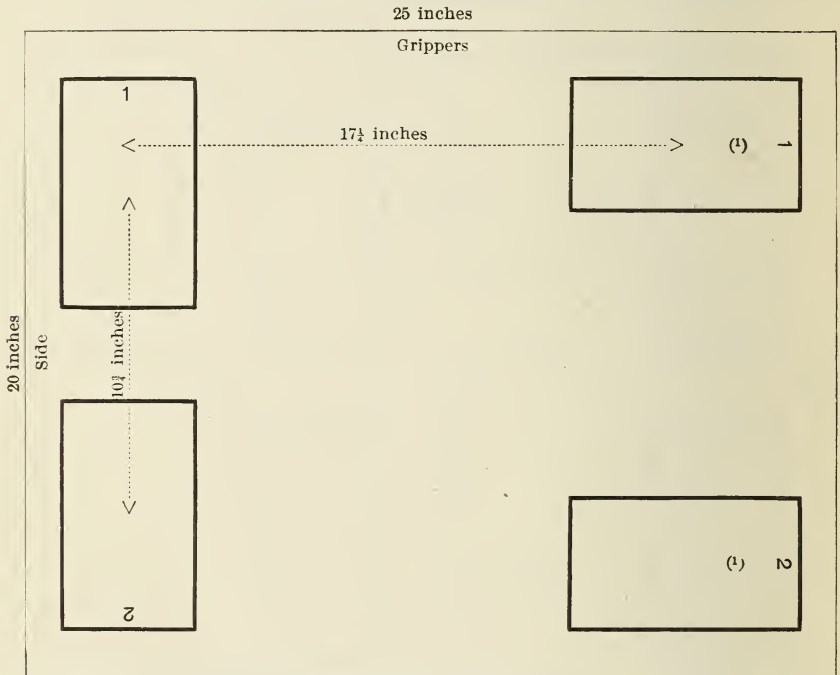 25 inches
Grippers
1
17¼ inches
(1)
1
20 inches
Side
10¾ inches
2
(1)
2